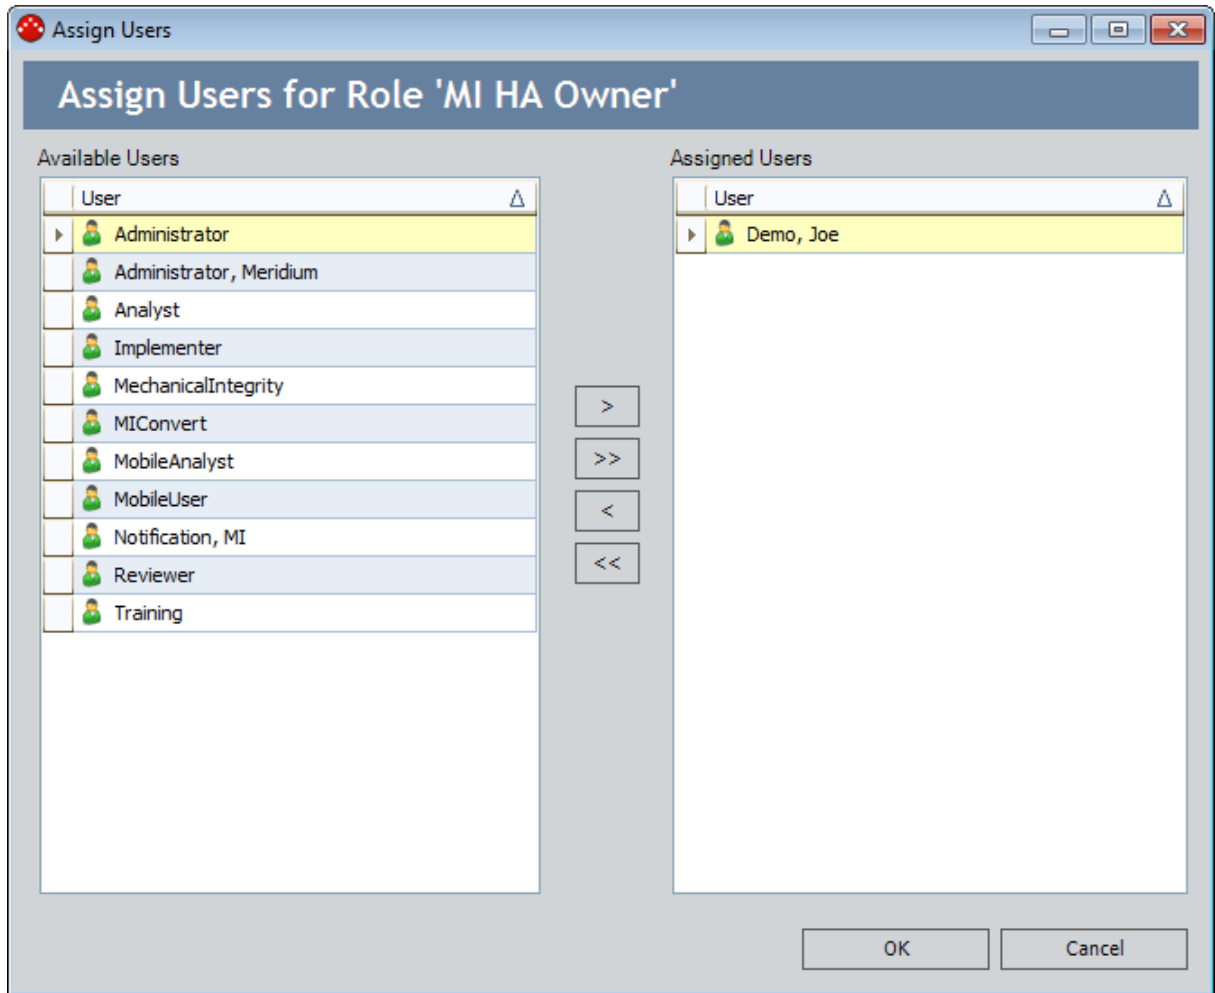 Assign Users
Assign Users for Role 'MI HA Owner'
Available Users
User
Administrator
Administrator, Meridium
Analyst
Implementer
MechanicalIntegrity
MIConvert
MobileAnalyst
MobileUser
Notification, MI
Reviewer
Training
>
>>
<
<<
Assigned Users
User
Demo, Joe
OK
Cancel